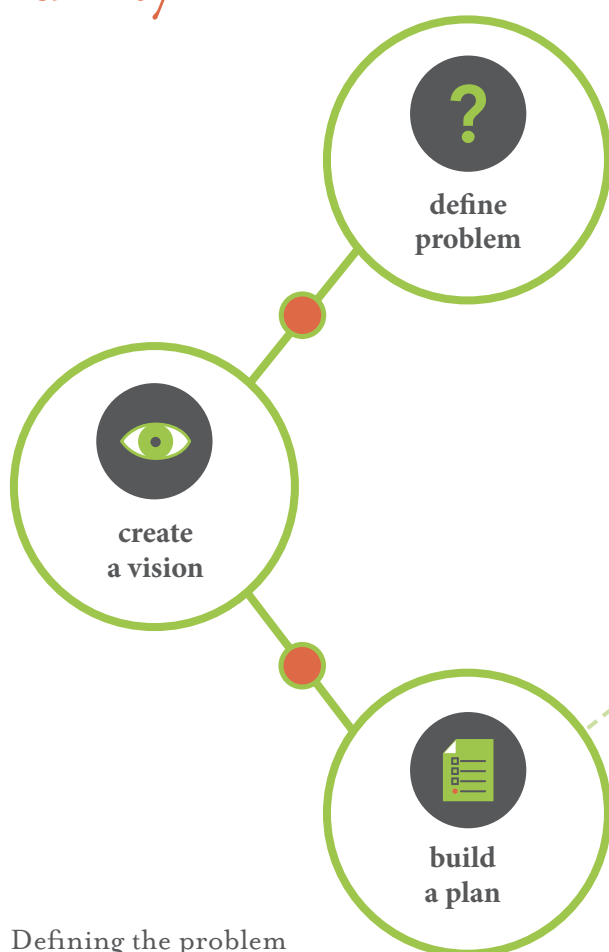 ?
define
problem
create
a vision
build
a plan
Defining the problem